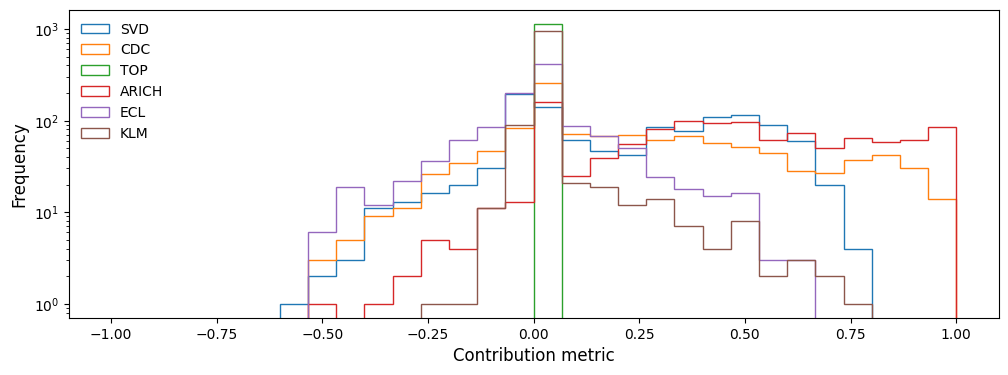 10³
10²
10¹
10⁰
Frequency
SVD
CDC
TOP
ARICH
ECL
KLM
−1.00 −0.75 −0.50 −0.25 0.00 0.25 0.50 0.75 1.00
Contribution metric